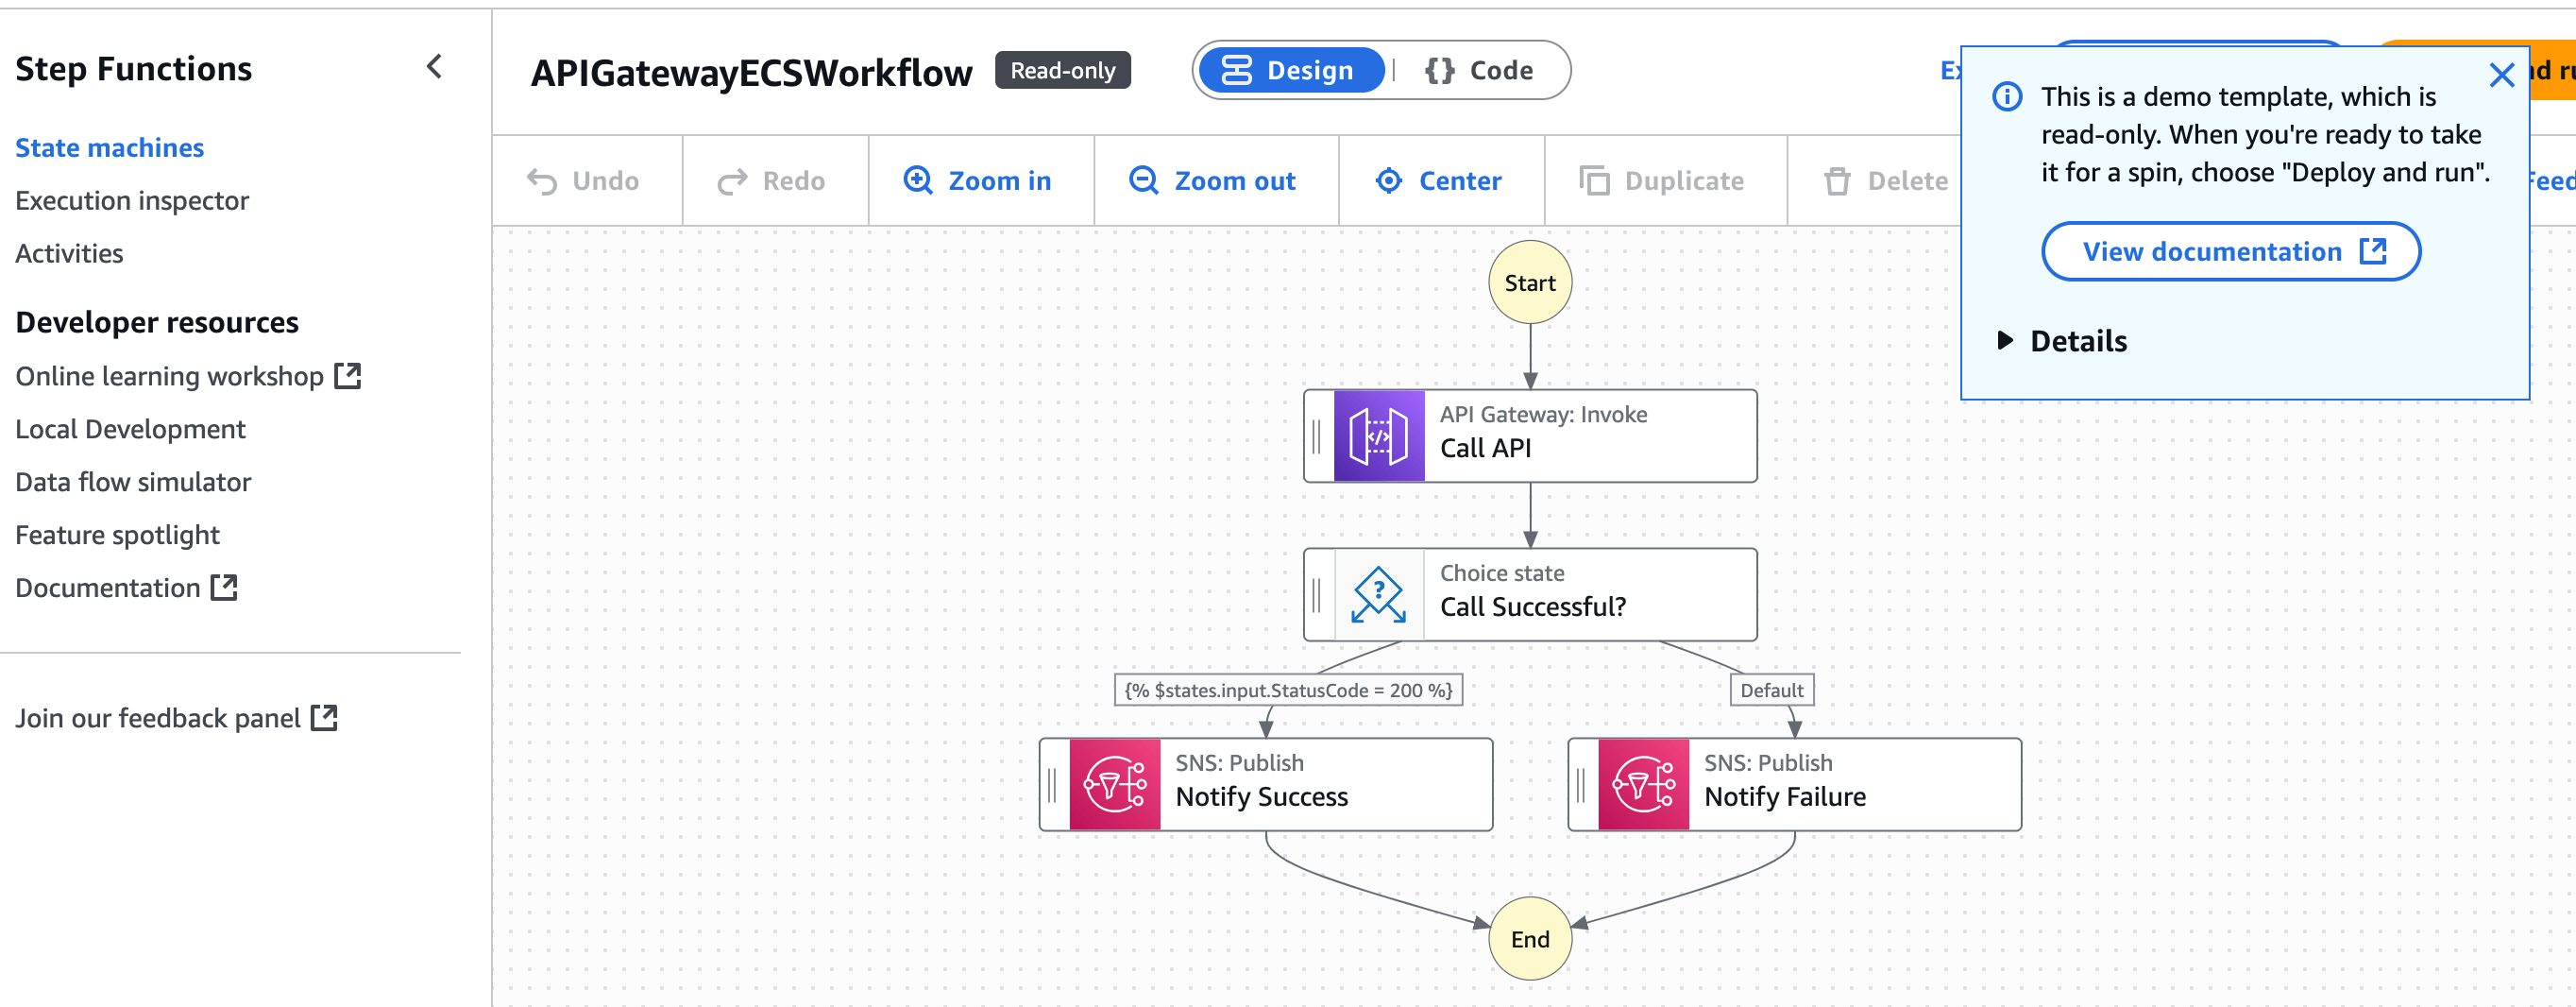 Step Functions
State machines
Execution inspector
Activities
Developer resources
Online learning workshop
Local Development
Data flow simulator
Feature spotlight
Documentation
Join our feedback panel
APIGatewayECSWorkflow
Read-only
Design
{} Code
Undo
Redo
Zoom in
Zoom out
Center
Duplicate
Delete
This is a demo template, which is
read-only. When you're ready to take
it for a spin, choose "Deploy and run".
View documentation
Details
Start
API Gateway: Invoke
Call API
Choice state
Call Successful?
{% $states.input.StatusCode = 200 %}
Default
SNS: Publish
Notify Success
SNS: Publish
Notify Failure
End